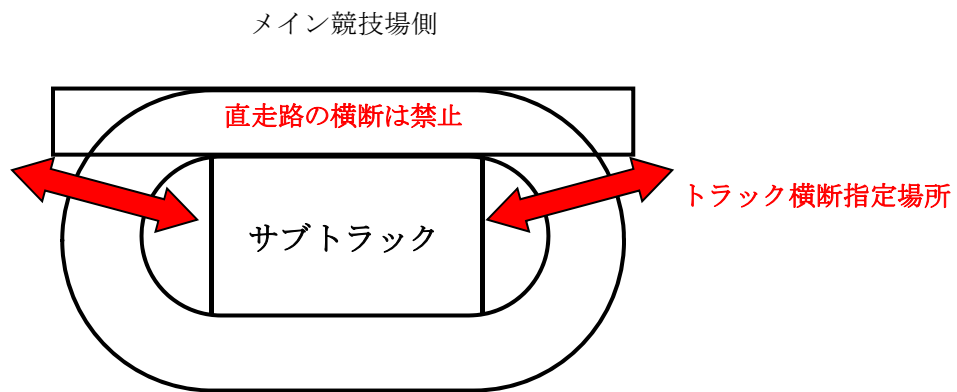 メイン競技場側
直走路の横断は禁止
トラック横断指定場所
サブトラック